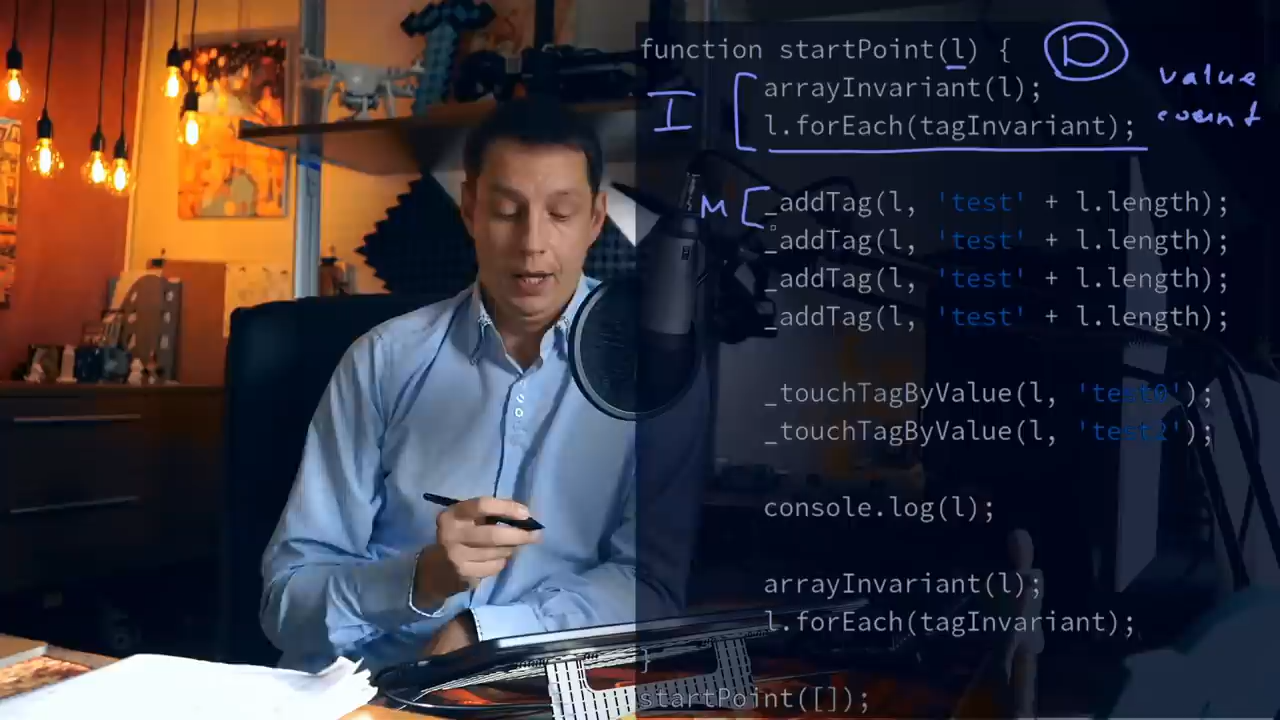 function startPoint(l) { D
value
I arrayInvariant(l);
count
l.forEach(tagInvariant);
M _addTag(l, 'test' + l.length);
_addTag(l, 'test' + l.length);
_addTag(l, 'test' + l.length);
_addTag(l, 'test' + l.length);
_touchTagByValue(l, 'test0');
_touchTagByValue(l, 'test2');
console.log(l);
arrayInvariant(l);
l.forEach(tagInvariant);
}
startPoint([]);